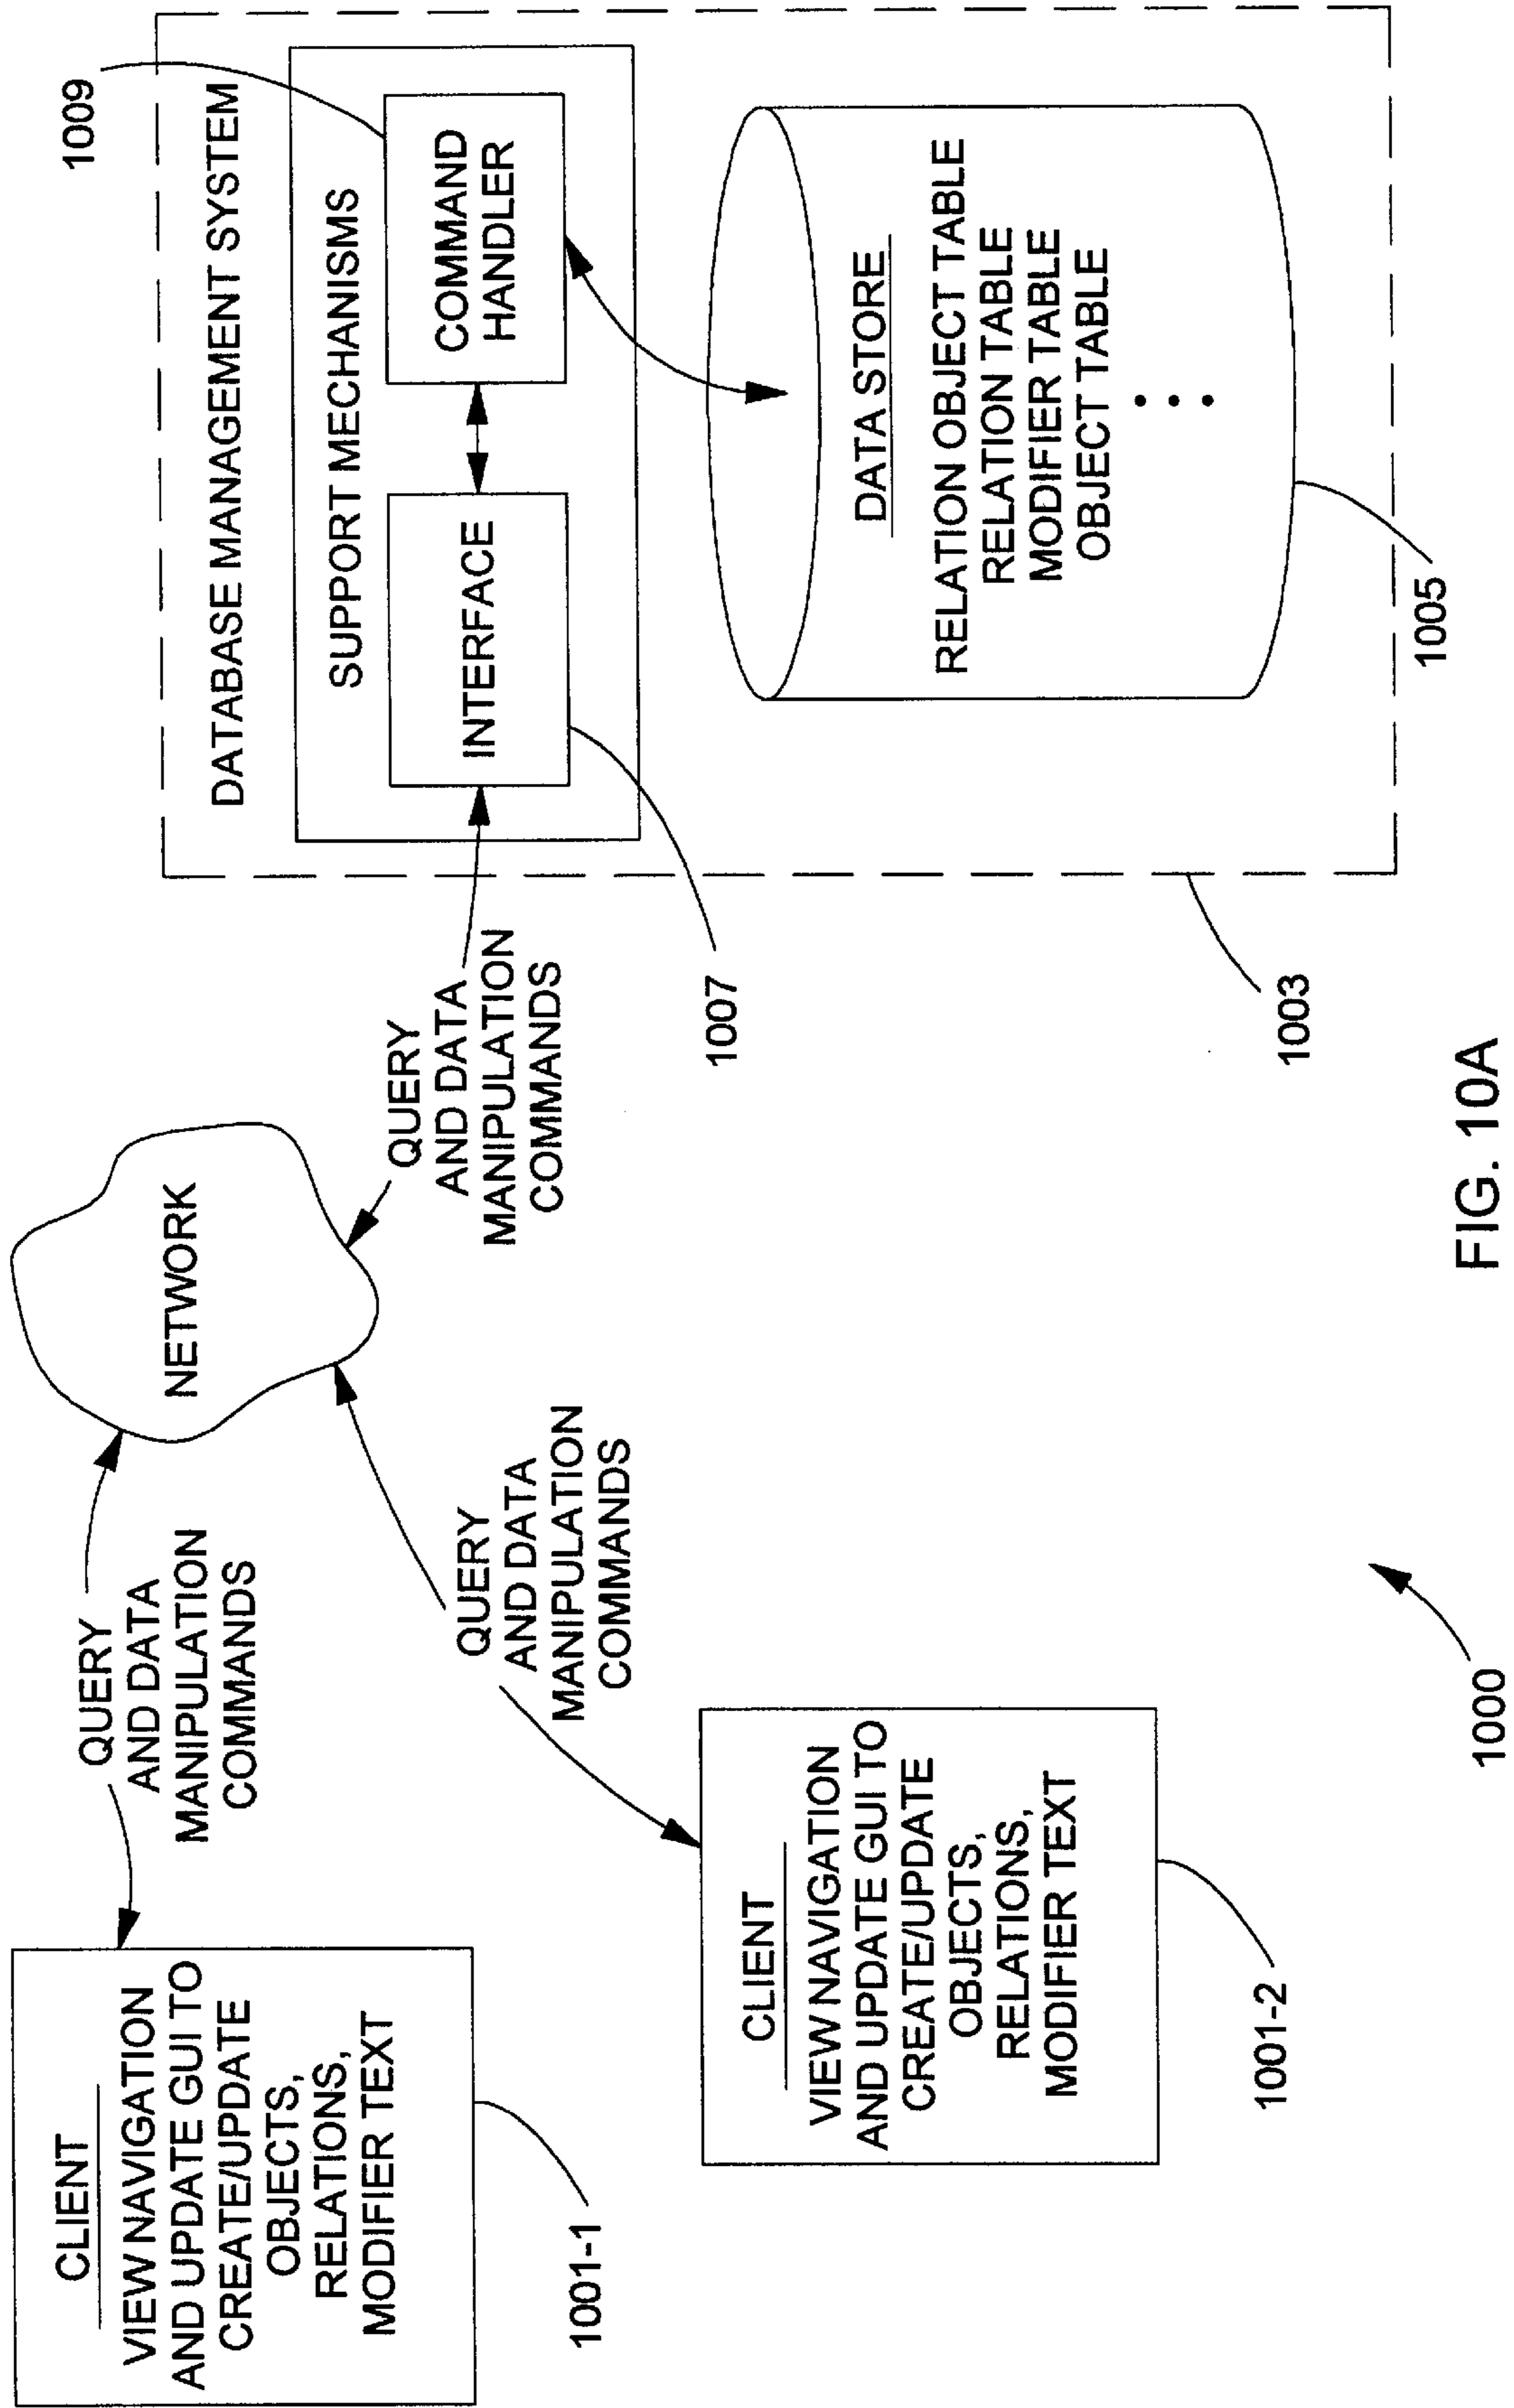 CLIENT
VIEW NAVIGATION
AND UPDATE GUI TO
CREATE/UPDATE
OBJECTS,
RELATIONS,
MODIFIER TEXT
1001-1
QUERY
AND DATA
MANIPULATION
COMMANDS
NETWORK
CLIENT
VIEW NAVIGATION
AND UPDATE GUI TO
CREATE/UPDATE
OBJECTS,
RELATIONS,
MODIFIER TEXT
1001-2
QUERY
AND DATA
MANIPULATION
COMMANDS
QUERY
AND DATA
MANIPULATION
COMMANDS
DATABASE MANAGEMENT SYSTEM
SUPPORT MECHANISMS
INTERFACE
COMMAND
HANDLER
1009
1007
DATA STORE
RELATION OBJECT TABLE
RELATION TABLE
MODIFIER TABLE
OBJECT TABLE
1005
1003
1000
FIG. 10A